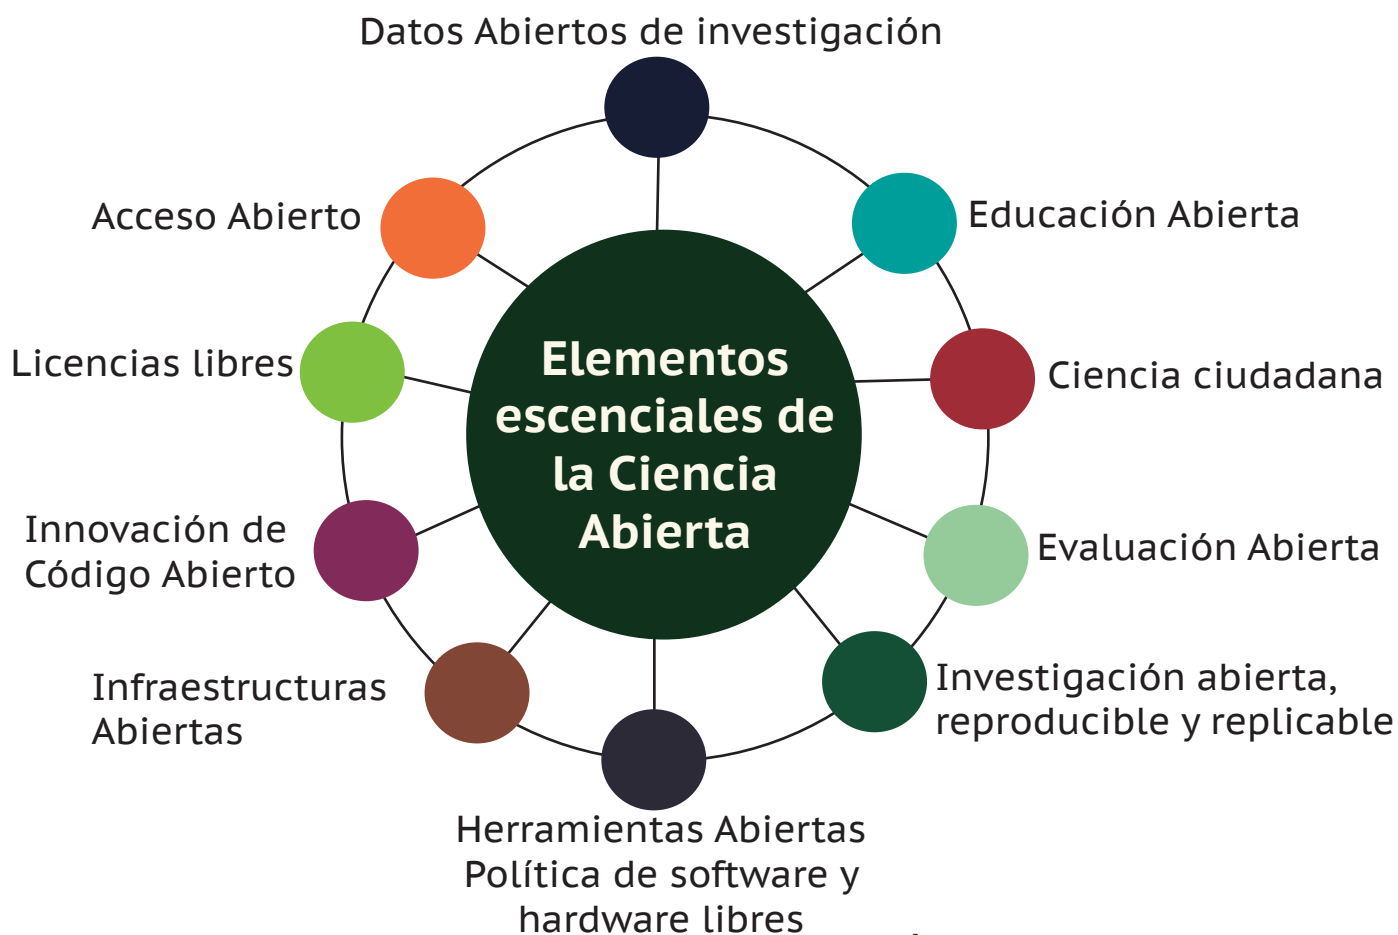 Datos Abiertos de investigación
Acceso Abierto
Educación Abierta
Licencias libres
Elementos
escenciales de
la Ciencia
Abierta
Ciencia ciudadana
Innovación de
Código Abierto
Evaluación Abierta
Infraestructuras
Abiertas
Investigación abierta,
reproducible y replicable
Herramientas Abiertas
Política de software y
hardware libres